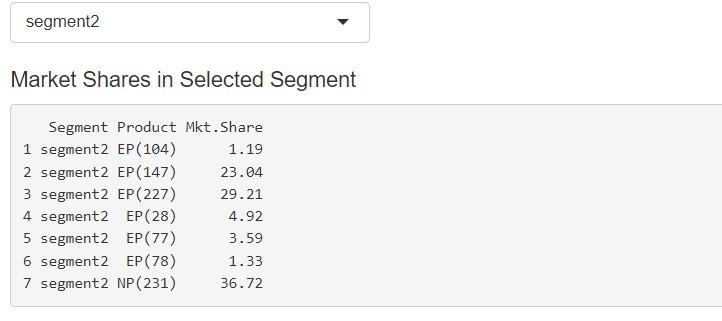 segment2
Market Shares in Selected Segment
Segment Product Mkt.Share
1 segment2 EP(104) 1.19
2 segment2 EP(147) 23.04
3 segment2 EP(227) 29.21
4 segment2 EP(28) 4.92
5 segment2 EP(77) 3.59
6 segment2 EP(78) 1.33
7 segment2 NP(231) 36.72